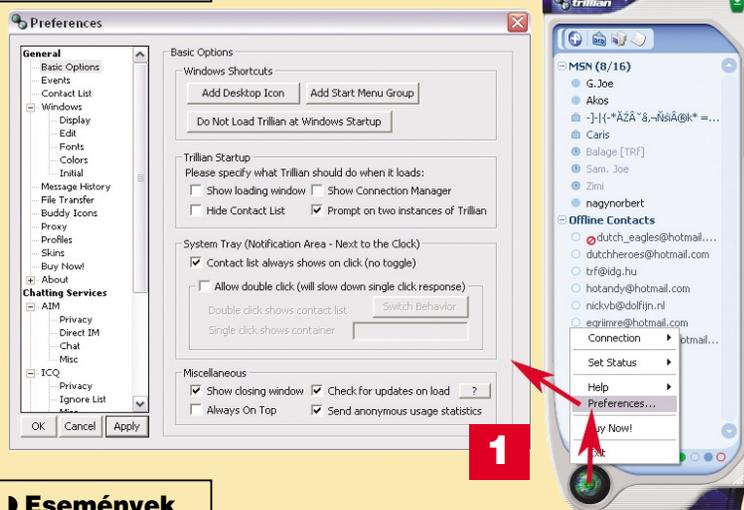 Preferences
General
Basic Options
Events
Contact List
Windows
Display
Edit
Fonts
Colors
Initial
Message History
File Transfer
Buddy Icons
Proxy
Profiles
Skins
Buy Now!
About
Chatting Services
AIM
Privacy
Direct IM
Chat
Misc
ICQ
Privacy
Ignore List
OK Cancel Apply
Basic Options
Windows Shortcuts
Add Desktop Icon Add Start Menu Group
Do Not Load Trillian at Windows Startup
Trillian Startup
Please specify what Trillian should do when it loads:
Show loading window Show Connection Manager
Hide Contact List Prompt on two instances of Trillian
System Tray (Notification Area - Next to the Clock)
Contact list always shows on click (no toggle)
Allow double click (will slow down single click response)
Double click shows contact list Switch Behavior
Single click shows container
Miscellaneous
Show closing window Check for updates on load ?
Always On Top Send anonymous usage statistics
1
trillian
MSN (8/16)
G.Joe
Akos
Caris
Balage [TRf]
Sam. Joe
Zimi
nagynorbert
Offline Contacts
dutch_eagles@hotmail....
dutchheroes@hotmail.com
trf@idg.hu
hotandy@hotmail.com
nickvb@dolfijn.nl
egriimre@hotmail.com
Connection
Set Status
Help
Preferences...
Buy Now!
Exit
Események